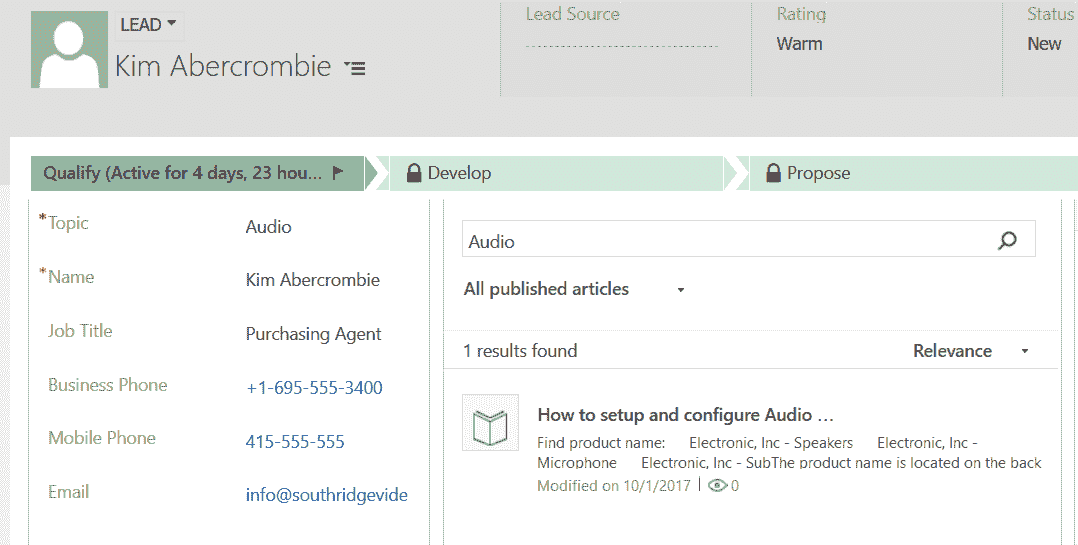 LEAD
Kim Abercrombie
Lead Source
Rating
Warm
Status
New
Qualify (Active for 4 days, 23 hou...
Develop
Propose
*Topic
Audio
*Name
Kim Abercrombie
Job Title
Purchasing Agent
Business Phone
+1-695-555-3400
Mobile Phone
415-555-555
Email
info@southridgevide
Audio
All published articles
1 results found
Relevance
How to setup and configure Audio ...
Find product name: Electronic, Inc - Speakers Electronic, Inc -
Microphone Electronic, Inc - SubThe product name is located on the back
Modified on 10/1/2017 | 0